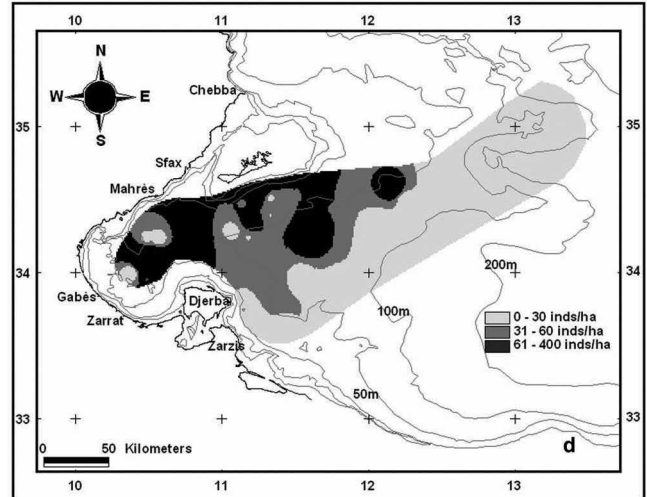 10 11 12 13
N
W E
S
Chebba
35 35
Sfax
Mahrès
34 34
200m
Gabès
Djerba
100m
Zarrat
0 - 30 inds/ha
31 - 60 inds/ha
61 - 400 inds/ha
Zarzis
50m
33 33
d
0 50 Kilometers
10 11 12 13